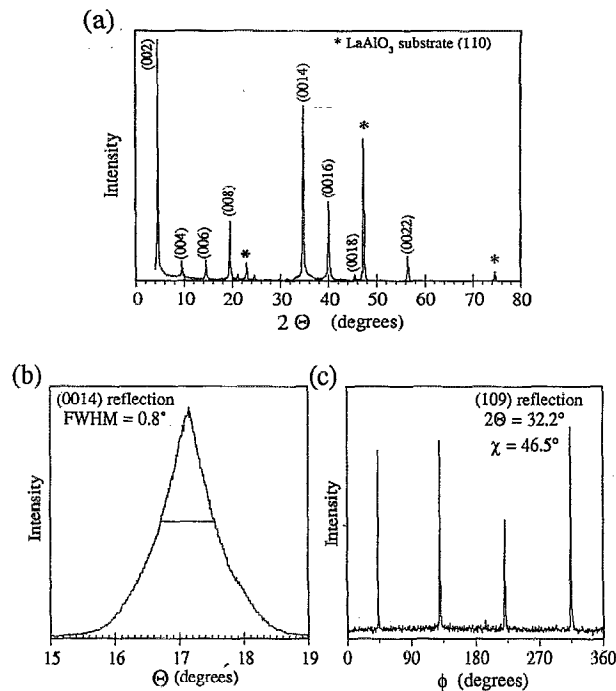 (a)
* LaAlO₃ substrate (110)
(002)
(004)
(006)
(008)
*
(0014)
(0016)
(0018)
*
(0022)
*
Intensity
0 10 20 30 40 50 60 70 80
2 Θ (degrees)
(b)
(0014) reflection
FWHM = 0.8°
Intensity
15 16 17 18 19
Θ (degrees)
(c)
(109) reflection
2Θ = 32.2°
χ = 46.5°
Intensity
0 90 180 270 360
ϕ (degrees)